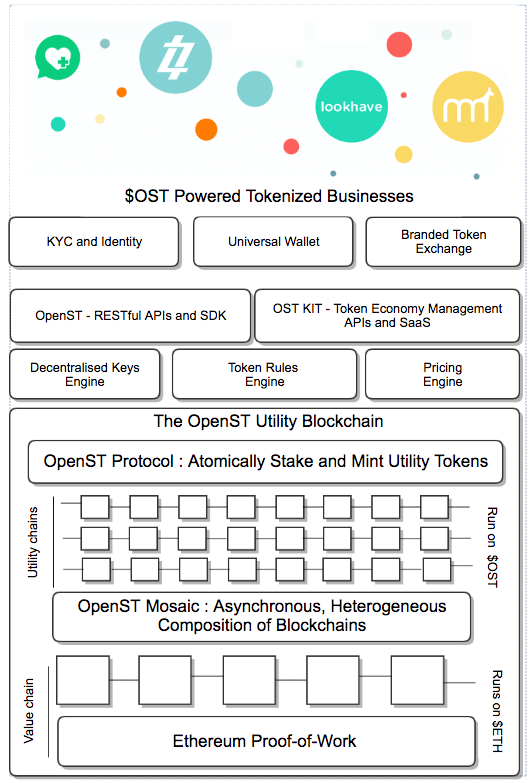 lookhave
$OST Powered Tokenized Businesses
KYC and Identity
Universal Wallet
Branded Token
Exchange
OpenST - RESTful APIs and SDK
OST KIT - Token Economy Management
APIs and SaaS
Decentralised Keys
Engine
Token Rules
Engine
Pricing
Engine
The OpenST Utility Blockchain
OpenST Protocol : Atomically Stake and Mint Utility Tokens
Utility chains
Run on $OST
OpenST Mosaic : Asynchronous, Heterogeneous
Composition of Blockchains
Value chain
Runs on $ETH
Ethereum Proof-of-Work